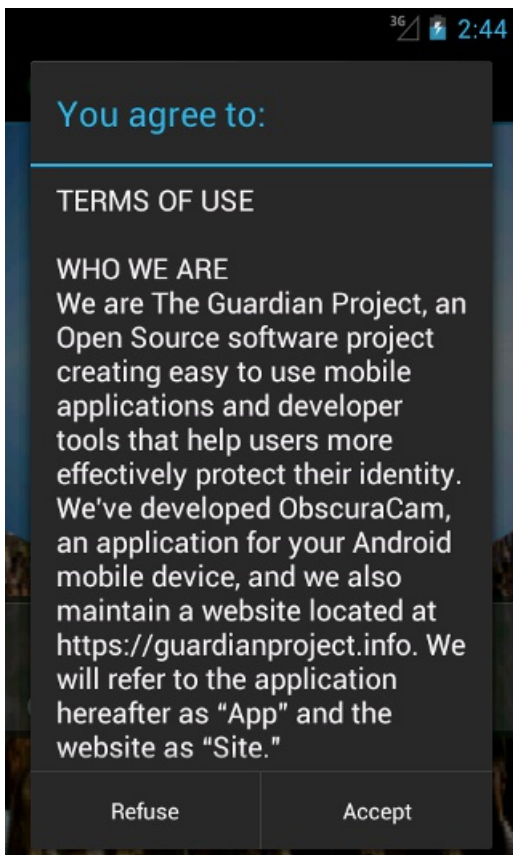 3G 2:44
You agree to:
TERMS OF USE
WHO WE ARE
We are The Guardian Project, an
Open Source software project
creating easy to use mobile
applications and developer
tools that help users more
effectively protect their identity.
We've developed ObscuraCam,
an application for your Android
mobile device, and we also
maintain a website located at
https://guardianproject.info. We
will refer to the application
hereafter as “App” and the
website as “Site."
Refuse Accept